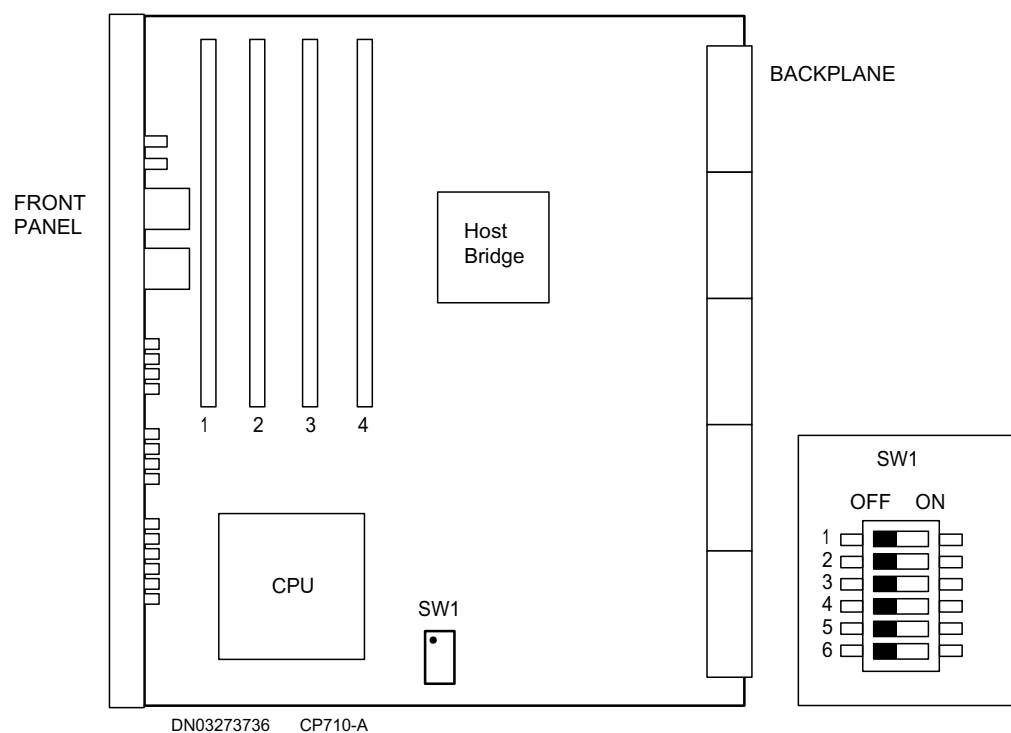 BACKPLANE
FRONT
PANEL
Host
Bridge
1 2 3 4
SW1
OFF ON
1
2
3
4
5
6
CPU
SW1
DN03273736 CP710-A